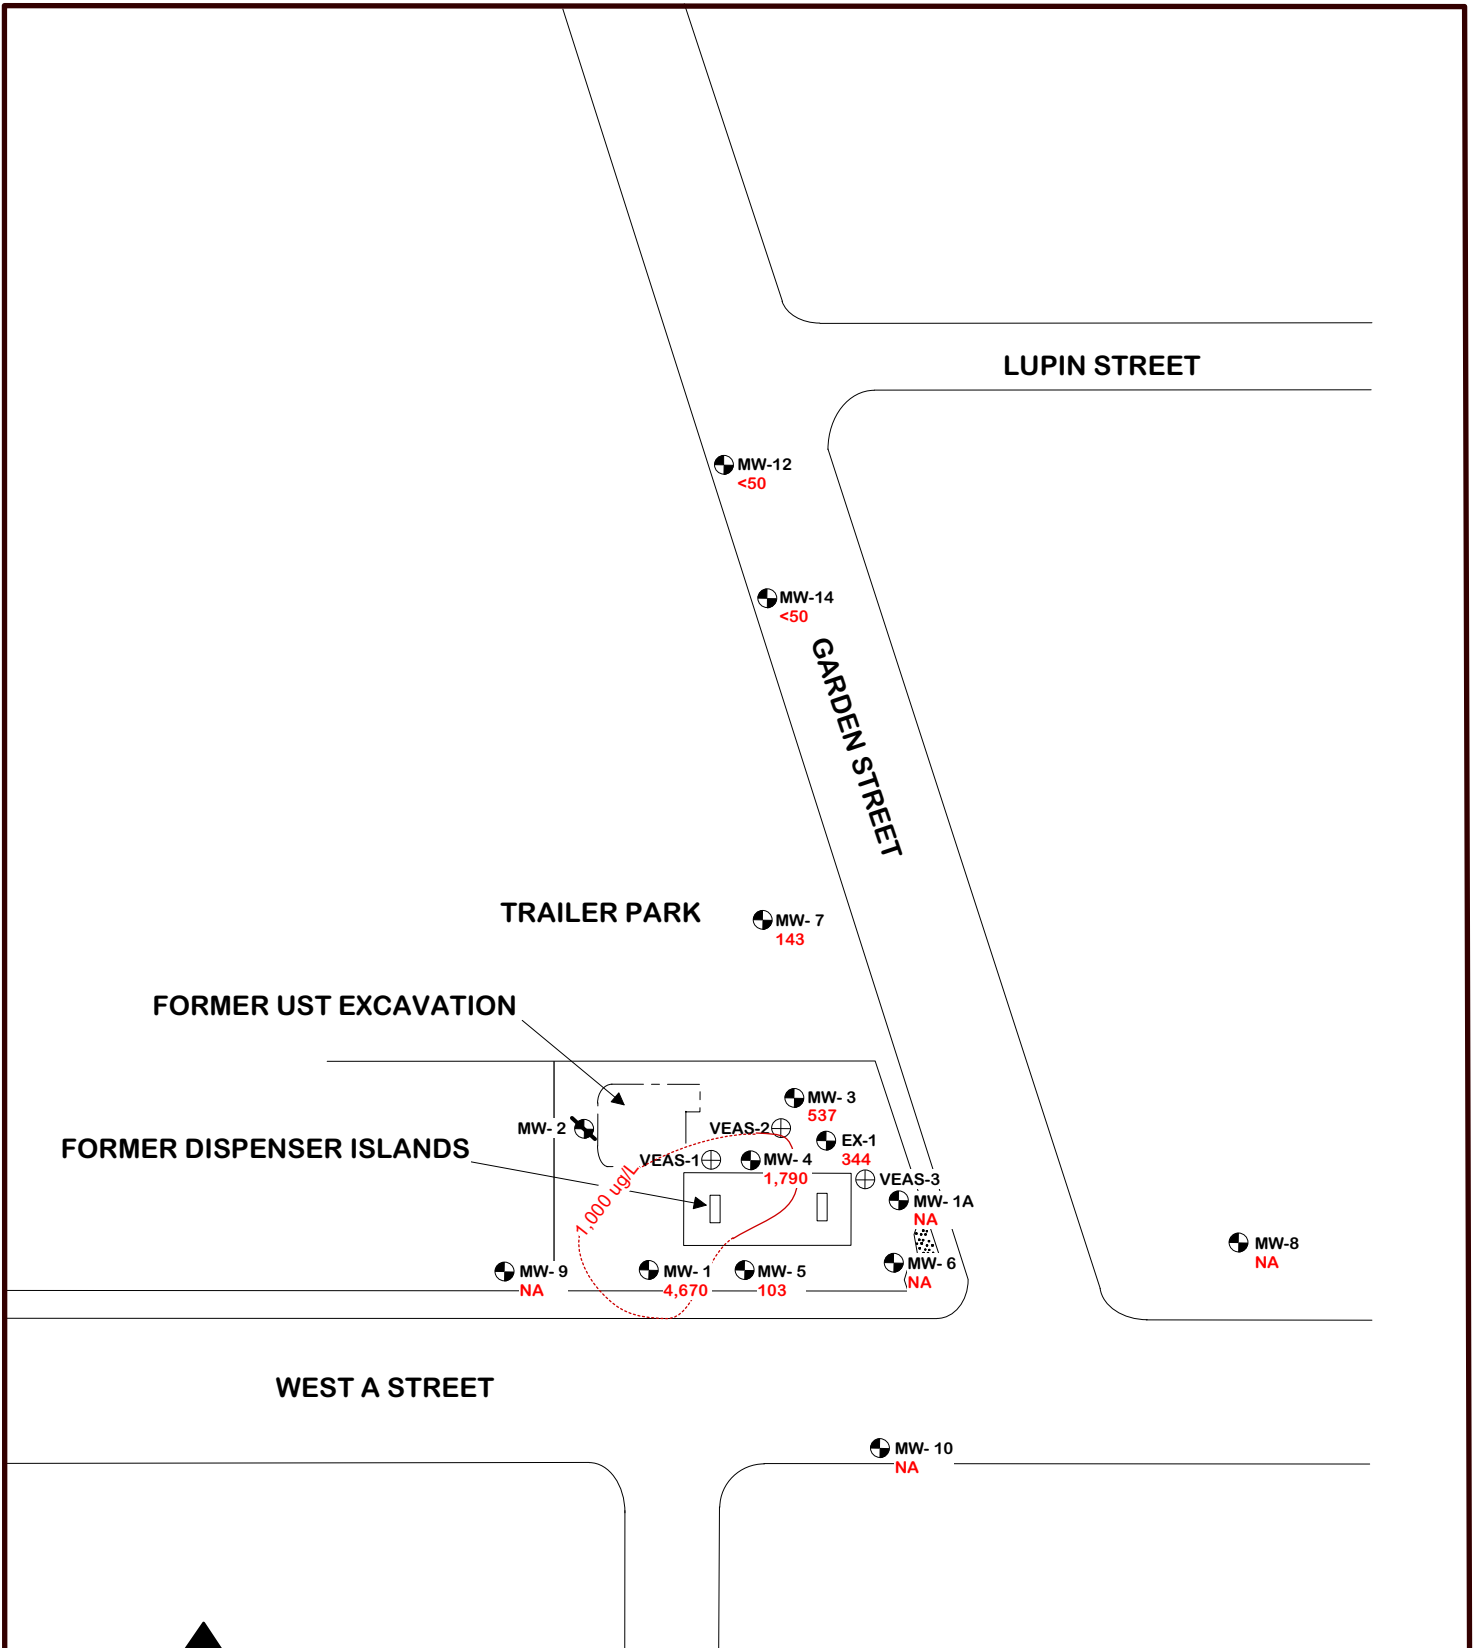 LUPIN STREET
MW-12
<50
MW-14
<50
GARDEN STREET
TRAILER PARK
MW- 7
143
FORMER UST EXCAVATION
MW- 3
537
MW- 2
VEAS-2
EX-1
344
FORMER DISPENSER ISLANDS
VEAS-1
MW- 4
1,790
VEAS-3
1,000 ug/L
MW- 1A
NA
MW-8
NA
MW- 6
NA
MW- 9
NA
MW- 1
4,670
MW- 5
103
WEST A STREET
MW- 10
NA